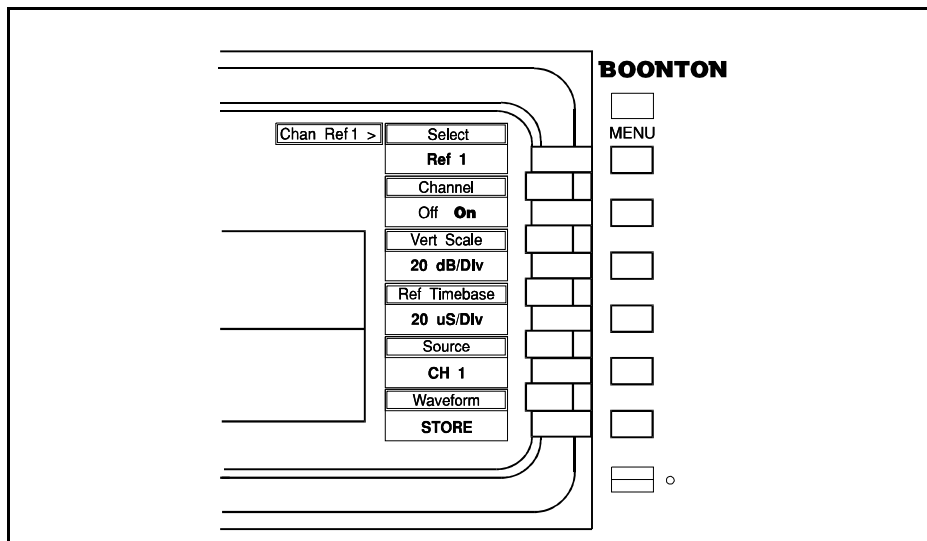 BOONTON
MENU
Chan Ref1 >
Select
Ref 1
Channel
Off On
Vert Scale
20 dB/DIv
Ref Timebase
20 uS/DIv
Source
CH 1
Waveform
STORE